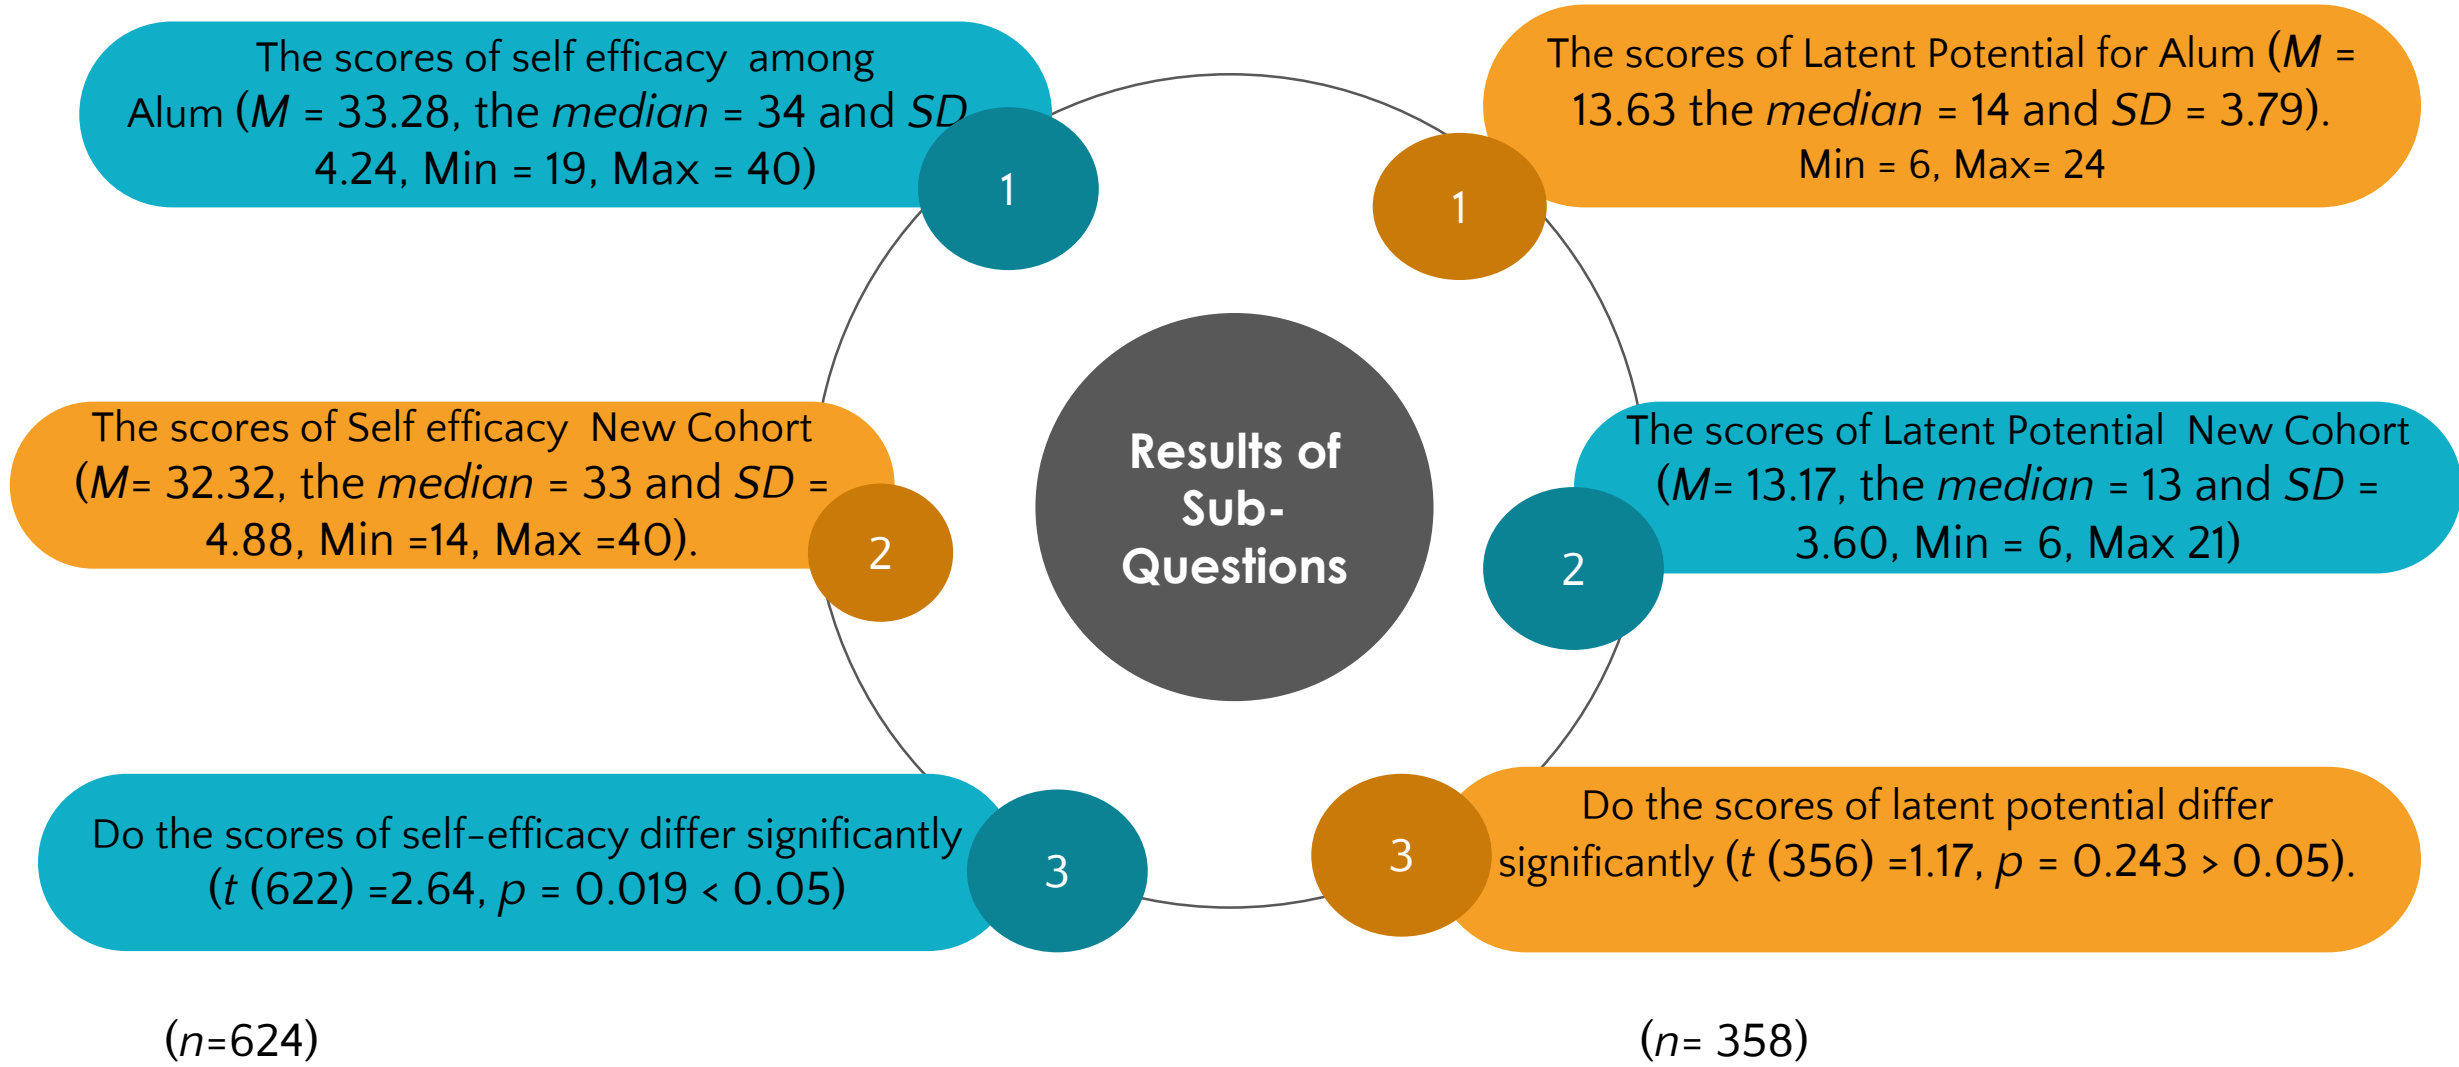 The scores of self efficacy among
Alum (M = 33.28, the median = 34 and SD
4.24, Min = 19, Max = 40)
1
The scores of Self efficacy New Cohort
(M= 32.32, the median = 33 and SD =
4.88, Min =14, Max =40).
2
Do the scores of self-efficacy differ significantly
(t (622) =2.64, p = 0.019 < 0.05)
3
(n=624)
Results of
Sub-
Questions
The scores of Latent Potential for Alum (M =
13.63 the median = 14 and SD = 3.79).
Min = 6, Max= 24
1
The scores of Latent Potential New Cohort
(M= 13.17, the median = 13 and SD =
3.60, Min = 6, Max 21)
2
Do the scores of latent potential differ
significantly (t (356) =1.17, p = 0.243 > 0.05).
3
(n= 358)